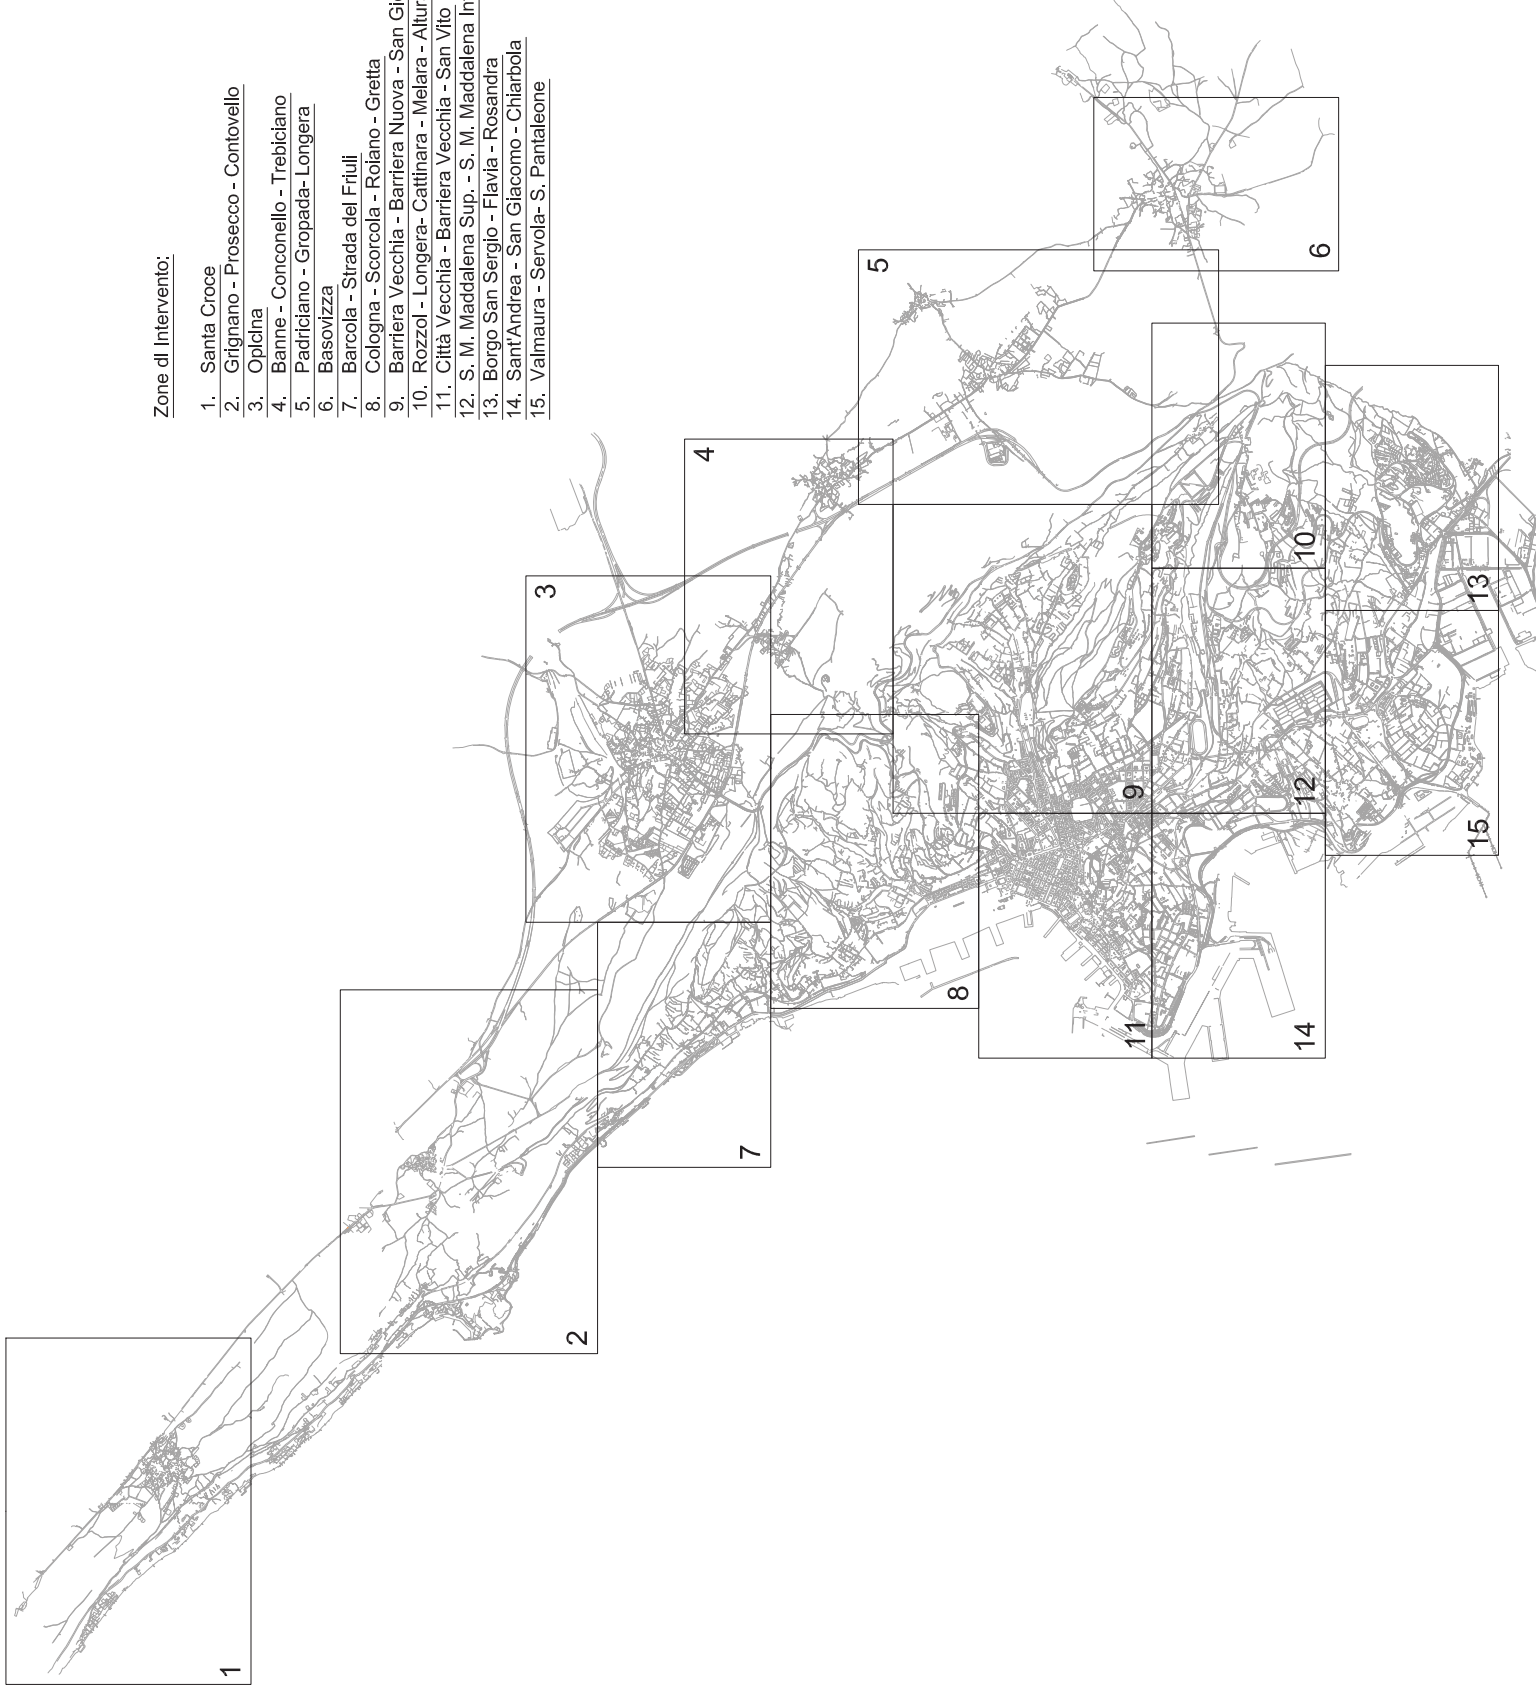 Zone dI Intervento:
1. Santa Croce
2. Grignano - Prosecco - Contovello
3. OpIcIna
4. Banne - Conconello - Trebiciano
5. Padriciano - Gropada- Longera
6. Basovizza
7. Barcola - Strada del Friuli
8. Cologna - Scorcola - Roiano - Gretta
9. Barriera Vecchia - Barriera Nuova - San
10. Rozzol - Longera- Cattinara - Melara -
11. Città Vecchia - Barriera Vecchia - San Vito
12. S. M. Maddalena Sup. - S. M. Maddalena
13. Borgo San Sergio - Flavia - Rosandra
14. Sant'Andrea - San Giacomo - Chiarbola
15. Valmaura - Servola- S. Pantaleone
1
2
3
4
5
6
7
8
9
10
11
12
13
14
15